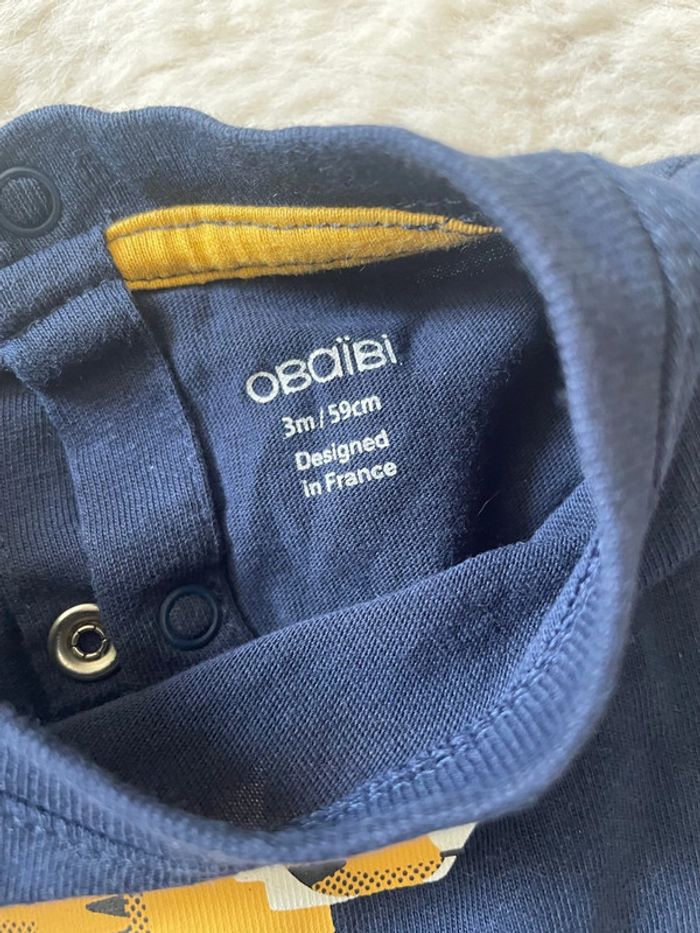 OBaïBi
3m / 59cm
Designed
in France